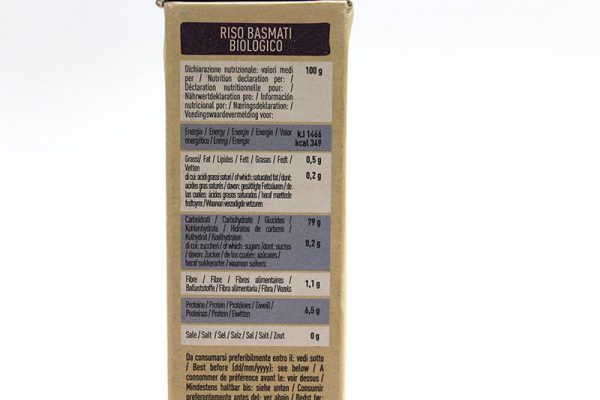 RISO BASMATI
BIOLOGICO
Dichiarazione nutrizionale: valori medi 100 g
per / Nutrition declaration per: /
Déclaration nutritionnelle pour: /
Nährwertdeklaration pro: / Información
nutricional por: / Næringsdeklaration: /
Voedingswaardevermelding voor:
Energia / Energy / Energie / Energie / Valor kJ 1466
energético / Energi / Energie kcal 349
Grassi/ Fat / Lipides / Fett / Grasas / Fedt / 0,5 g
Vetten
di cui: acidi grassi saturi / of which: saturated fat / dont: 0,2 g
acides gras saturés / davon: gesättigte Fettsäuren / de
las cuales: ácidos grasos saturados / heraf mættede
fedtsyrer / Waarvan verzadigde vetzuren
Carboidrati / Carbohydrate / Glucides / 79 g
Kohlenhydrate / Hidratos de carbono /
Kolhydrat / Koolhydraten
di cui: zuccheri / of which: sugars /dont: sucres 0,2 g
/ davon: Zucker / de los cuales: azúcares /
heraf sukkerarter / waarvan suikers
Fibre / Fibre / Fibres alimentaires / 1,1 g
Ballaststoffe / Fibra alimentaria / Fibra / Vezels
Proteine / Protein / Protéines / Eiweiß / 6,5 g
Proteínas / Protein / Eiwitten
Sale / Salt / Sel / Salz / Sal / Salt / Zout 0 g
Da consumarsi preferibilmente entro il: vedi sotto
/ Best before (dd/mm/yyyy): see below / A
consommer de préférence avant le: voir dessus /
Mindestens haltbar bis: siehe unten / Consumir
preferentemente antes del: ver abajo / Bedst før: